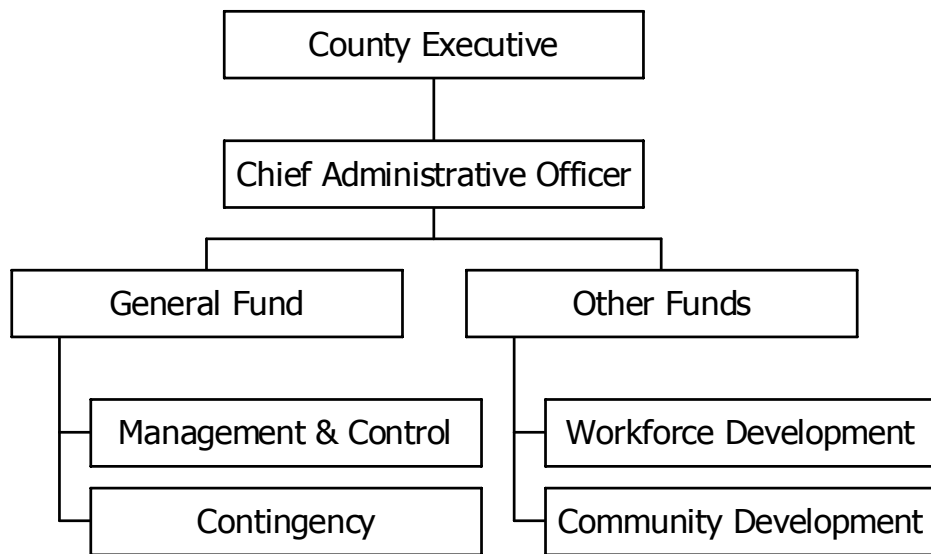 County Executive
Chief Administrative Officer
General Fund
Other Funds
Management & Control
Workforce Development
Contingency
Community Development